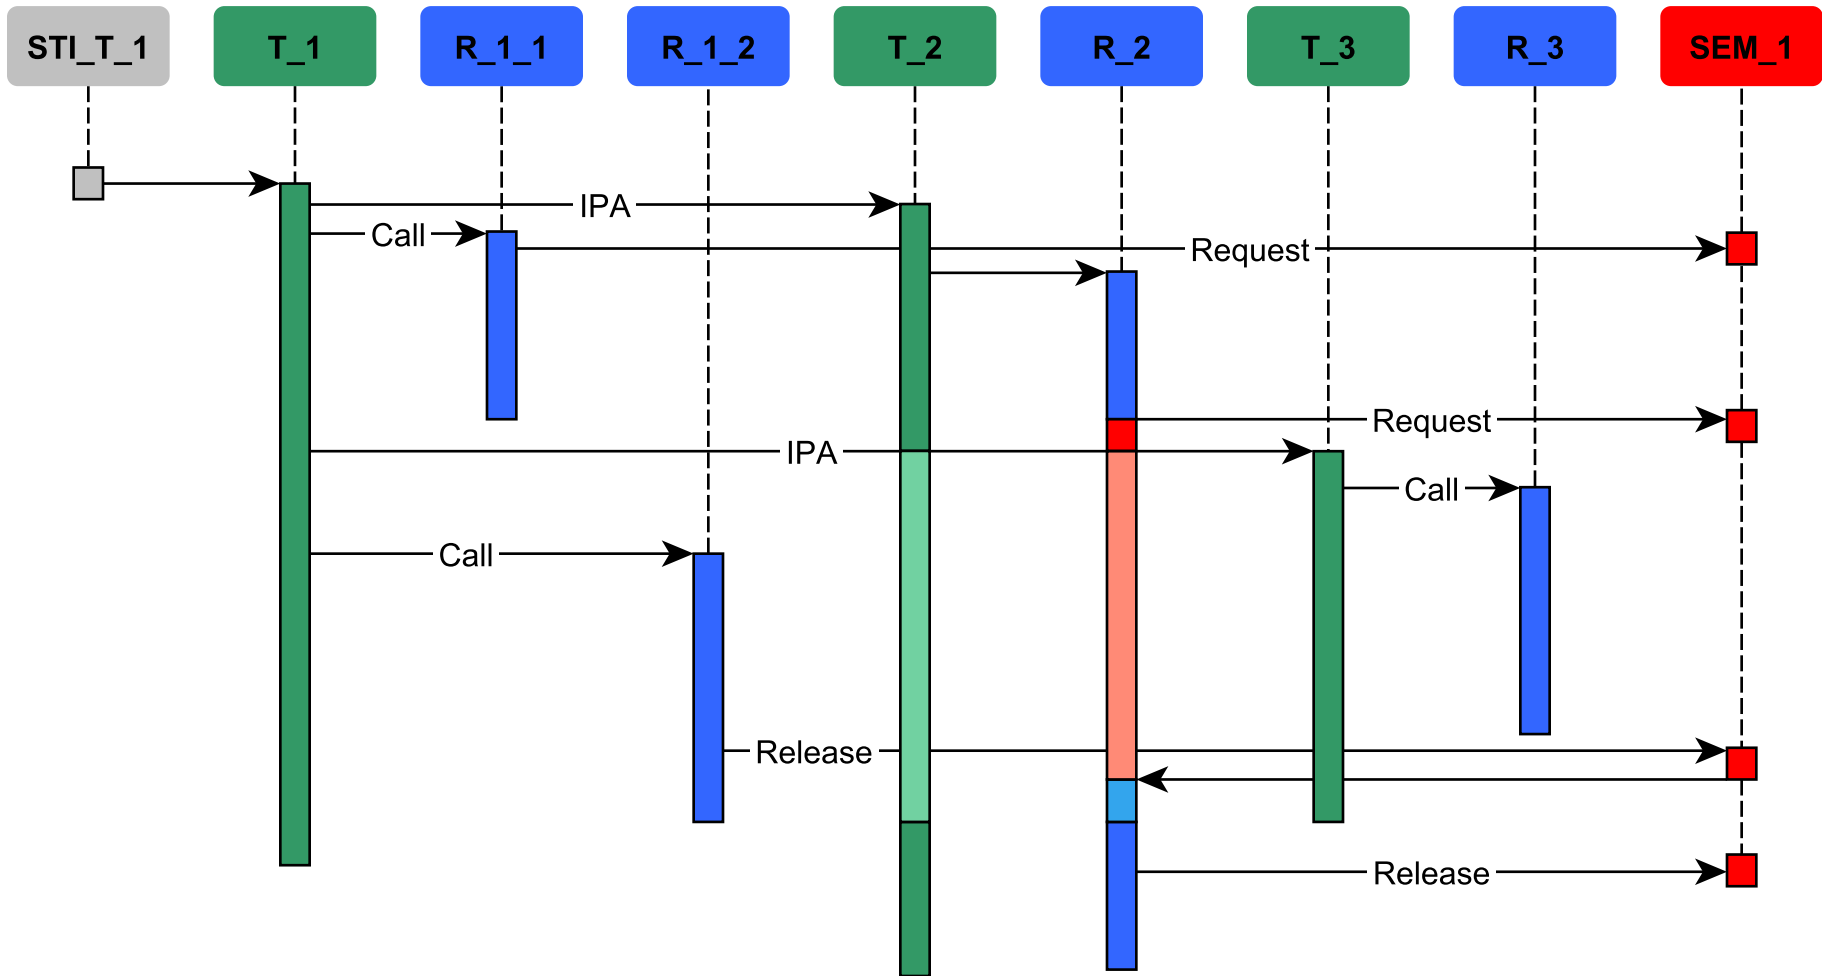 STI_T_1
T_1
R_1_1
R_1_2
T_2
R_2
T_3
R_3
SEM_1
IPA
Call
Request
Request
IPA
Call
Call
Release
Release